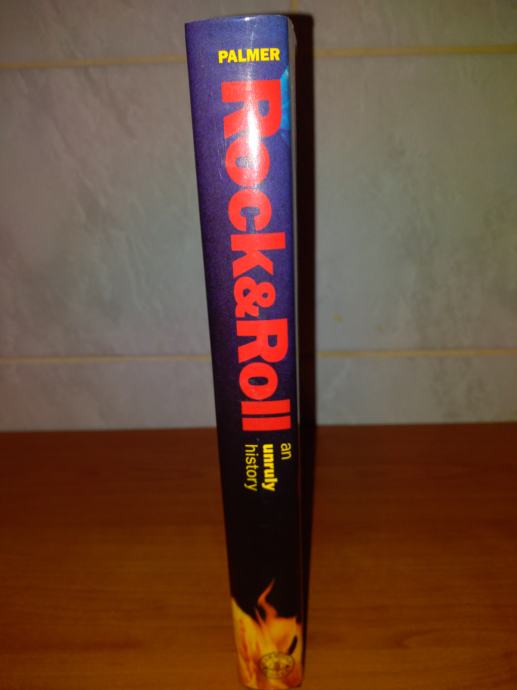 PALMER
Rock&Roll
an
unruly
history